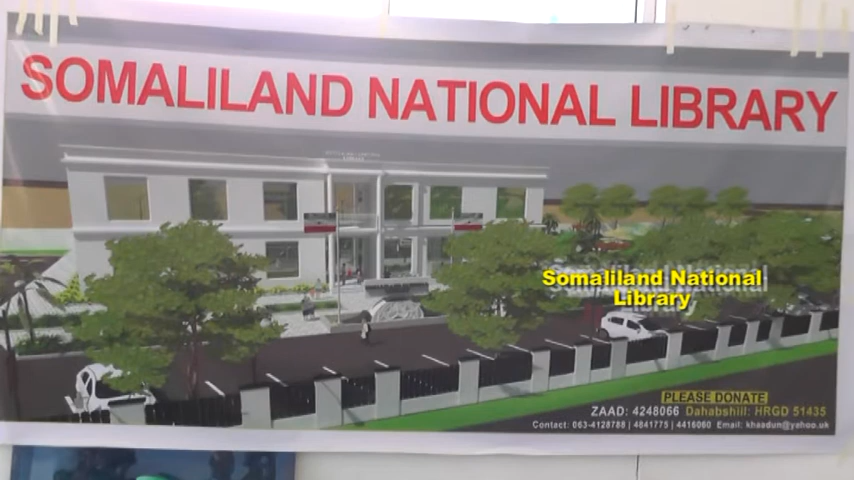 SOMALILAND NATIONAL LIBRARY
Somaliland National
Library
PLEASE DONATE
ZAAD: 4248066 Dahabshiil: HRGD 51435
Contact: 063-4128788 | 4841775 | 4416060 Email: khaadun@yahoo.uk